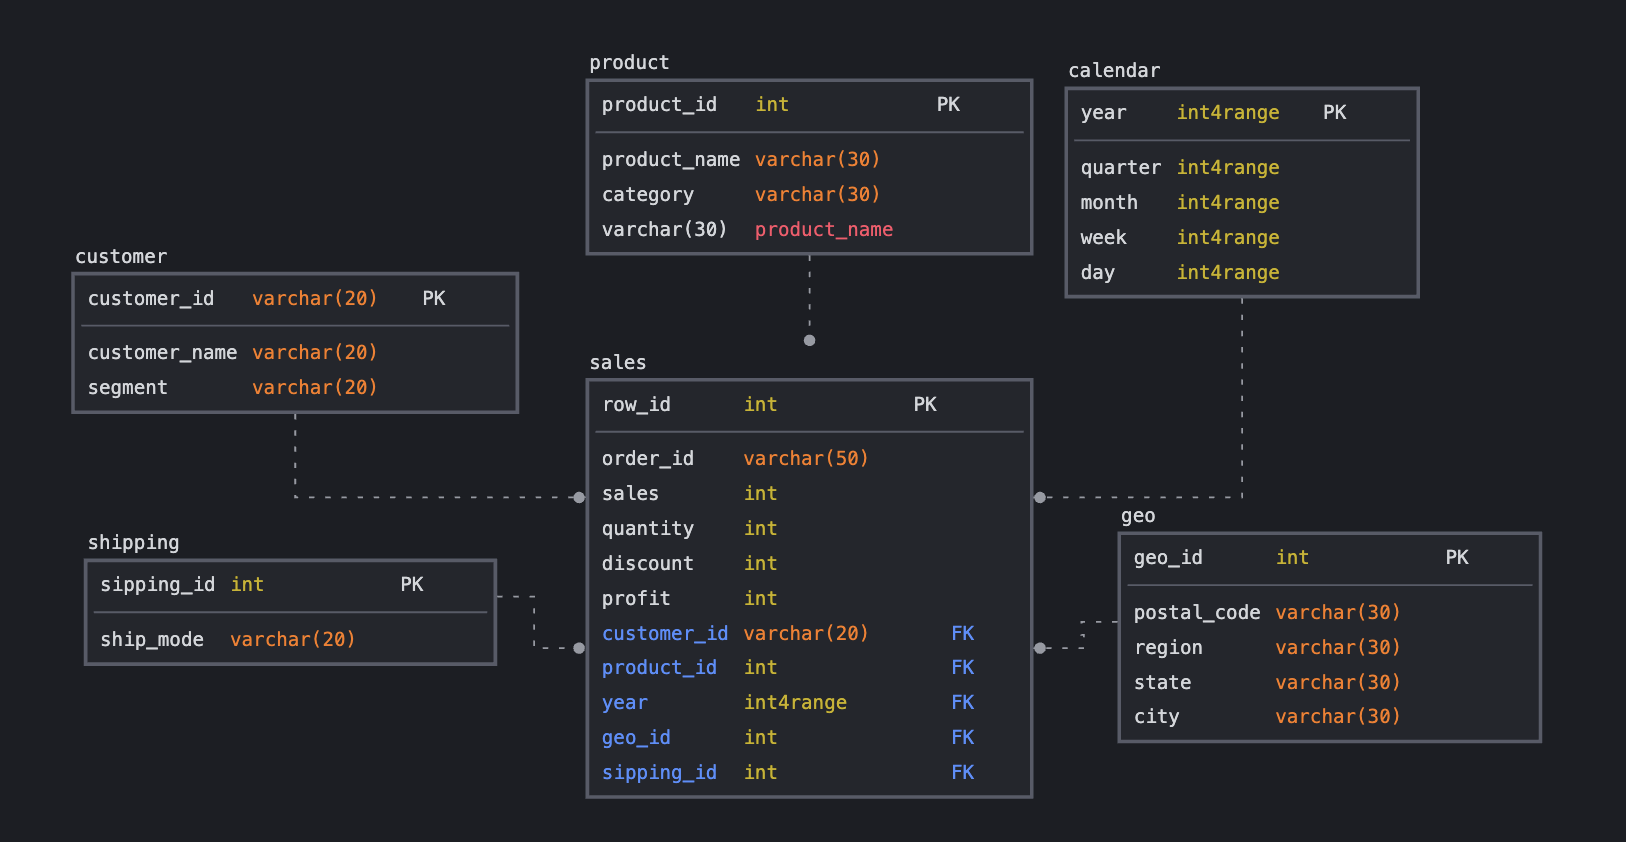 product
product_id int PK
product_name varchar(30)
category varchar(30)
varchar(30) product_name
calendar
year int4range PK
quarter int4range
month int4range
week int4range
day int4range
customer
customer_id varchar(20) PK
customer_name varchar(20)
segment varchar(20)
sales
row_id int PK
order_id varchar(50)
sales int
quantity int
discount int
profit int
customer_id varchar(20) FK
product_id int FK
year int4range FK
geo_id int FK
sipping_id int FK
shipping
sipping_id int PK
ship_mode varchar(20)
geo
geo_id int PK
postal_code varchar(30)
region varchar(30)
state varchar(30)
city varchar(30)